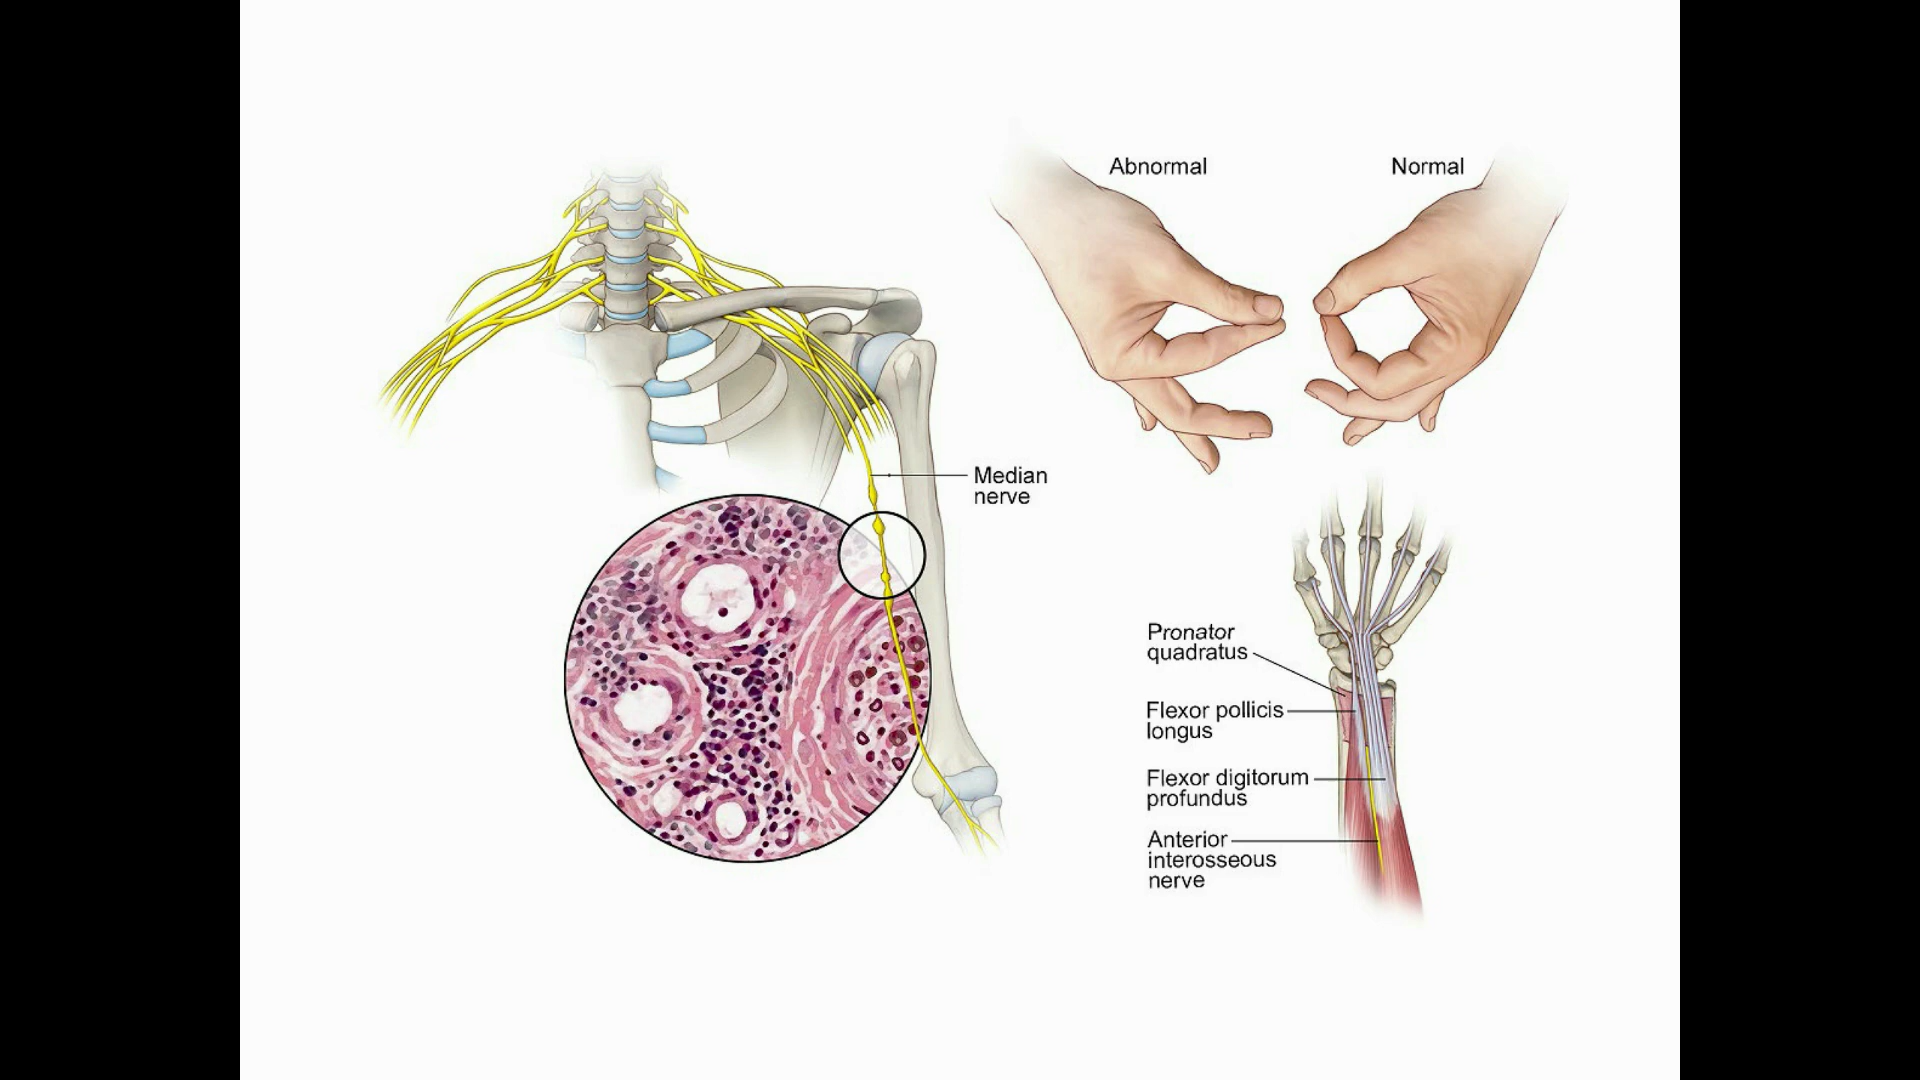 Abnormal
Normal
Median
nerve
Pronator
quadratus
Flexor pollicis
longus
Flexor digitorum
profundus
Anterior
interosseous
nerve